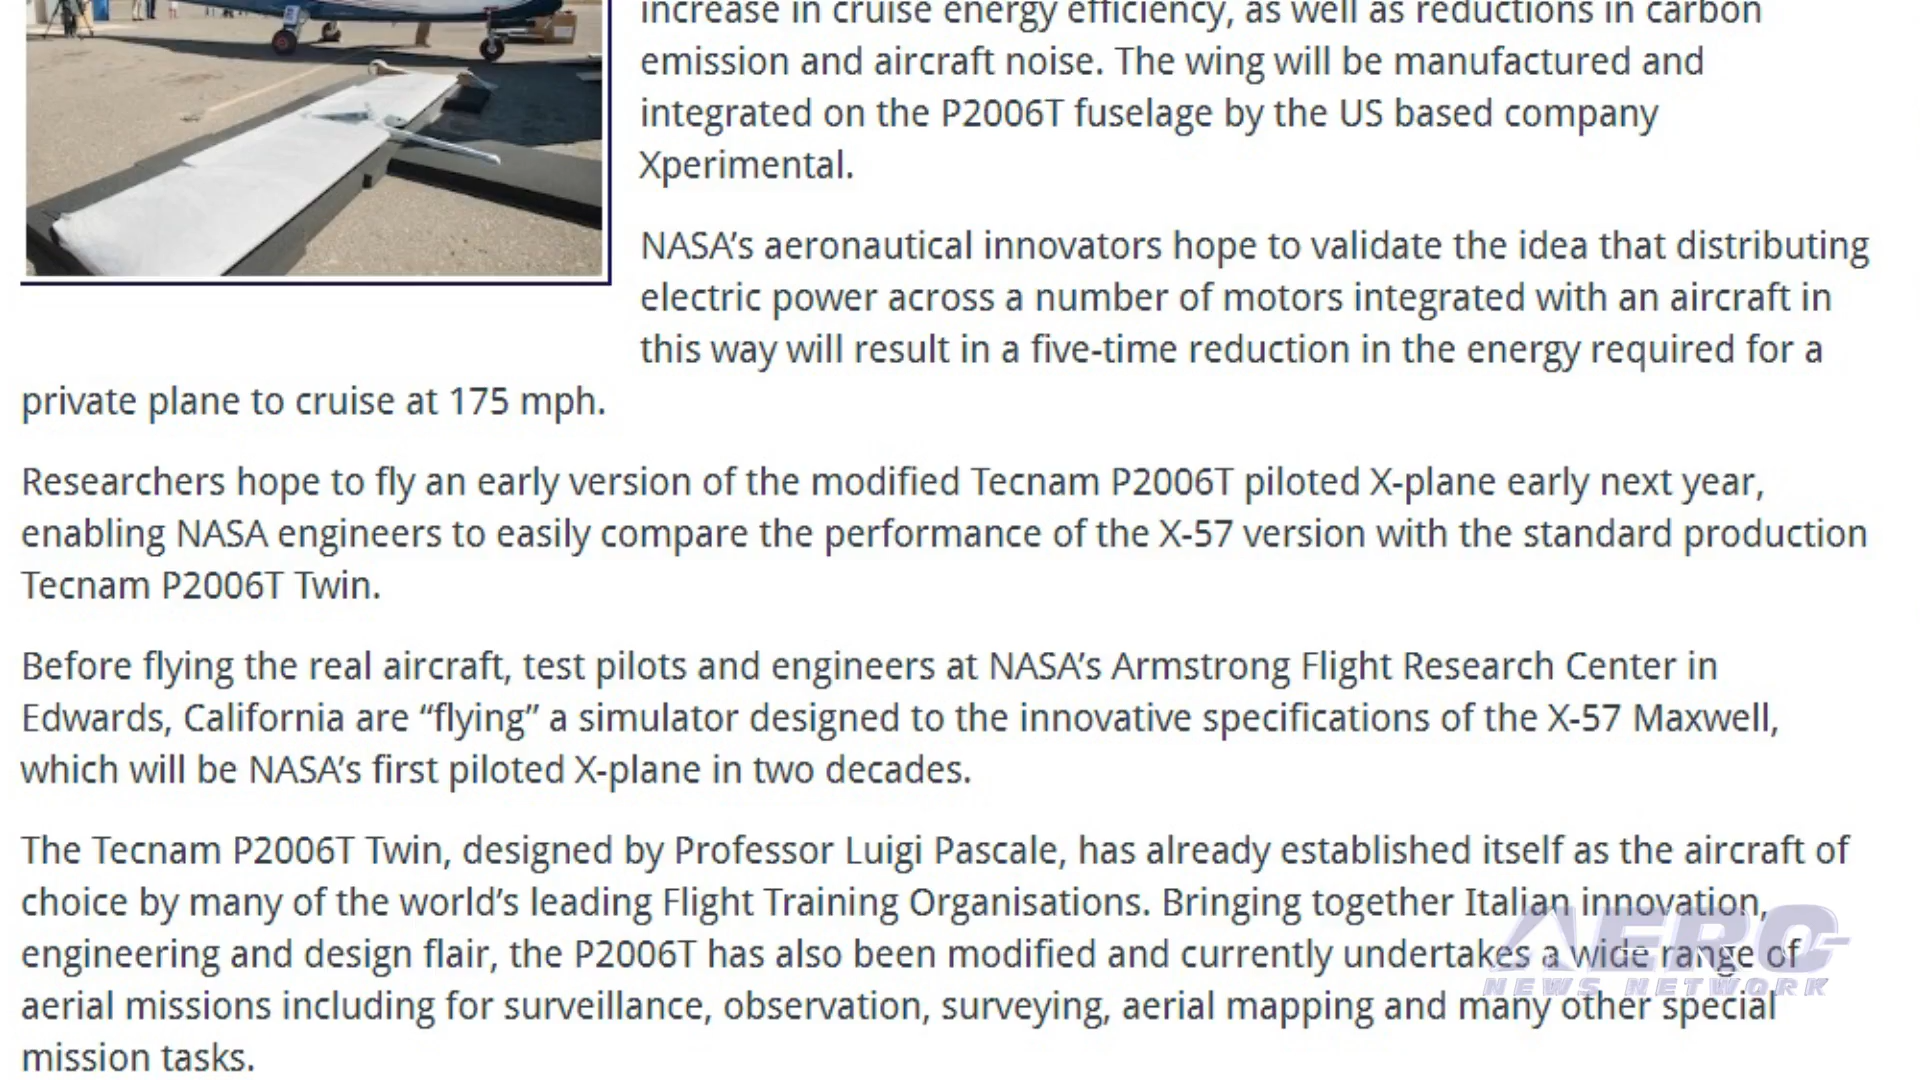 increase in cruise energy efficiency, as well as reductions in carbon
emission and aircraft noise. The wing will be manufactured and
integrated on the P2006T fuselage by the US based company
Xperimental.
NASA’s aeronautical innovators hope to validate the idea that distributing
electric power across a number of motors integrated with an aircraft in
this way will result in a five-time reduction in the energy required for a
private plane to cruise at 175 mph.
Researchers hope to fly an early version of the modified Tecnam P2006T piloted X-plane early next year,
enabling NASA engineers to easily compare the performance of the X-57 version with the standard production
Tecnam P2006T Twin.
Before flying the real aircraft, test pilots and engineers at NASA’s Armstrong Flight Research Center in
Edwards, California are “flying” a simulator designed to the innovative specifications of the X-57 Maxwell,
which will be NASA’s first piloted X-plane in two decades.
The Tecnam P2006T Twin, designed by Professor Luigi Pascale, has already established itself as the aircraft of
choice by many of the world’s leading Flight Training Organisations. Bringing together Italian innovation,
engineering and design flair, the P2006T has also been modified and currently undertakes a wide range of
aerial missions including for surveillance, observation, surveying, aerial mapping and many other special
mission tasks.
AERO
NEWS NETWORK